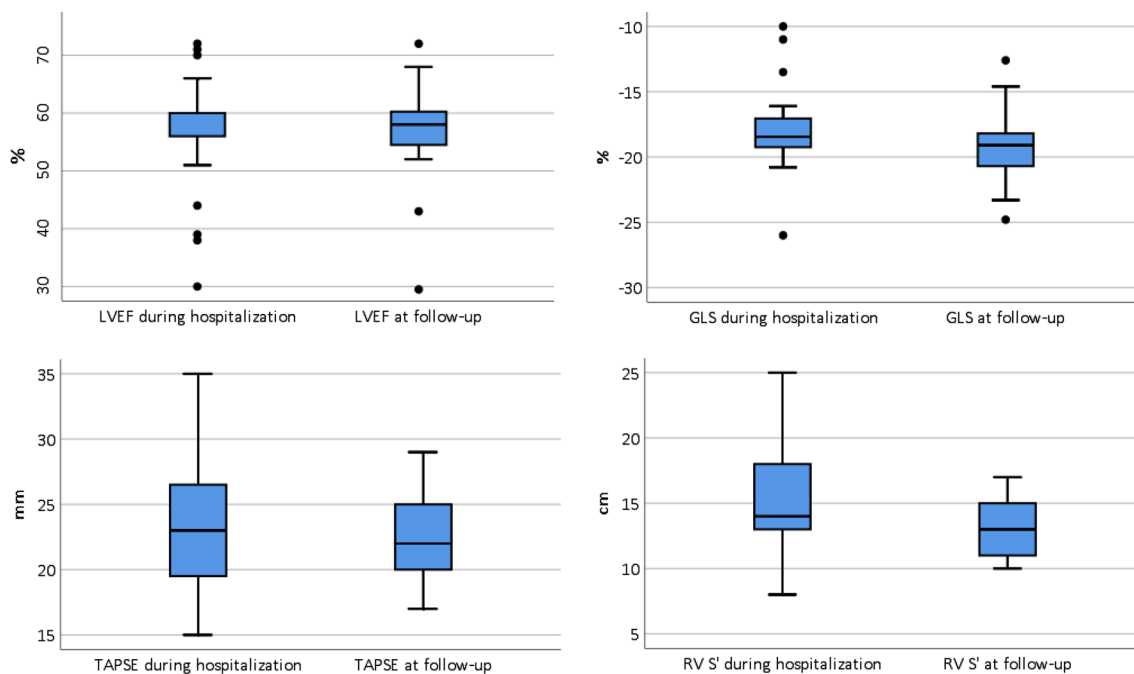 70
60
50
40
30
%
LVEF during hospitalization
LVEF at follow-up
-10
-15
-20
-25
-30
%
GLS during hospitalization
GLS at follow-up
35
30
25
20
15
mm
TAPSE during hospitalization
TAPSE at follow-up
25
20
15
10
5
cm
RV S' during hospitalization
RV S' at follow-up